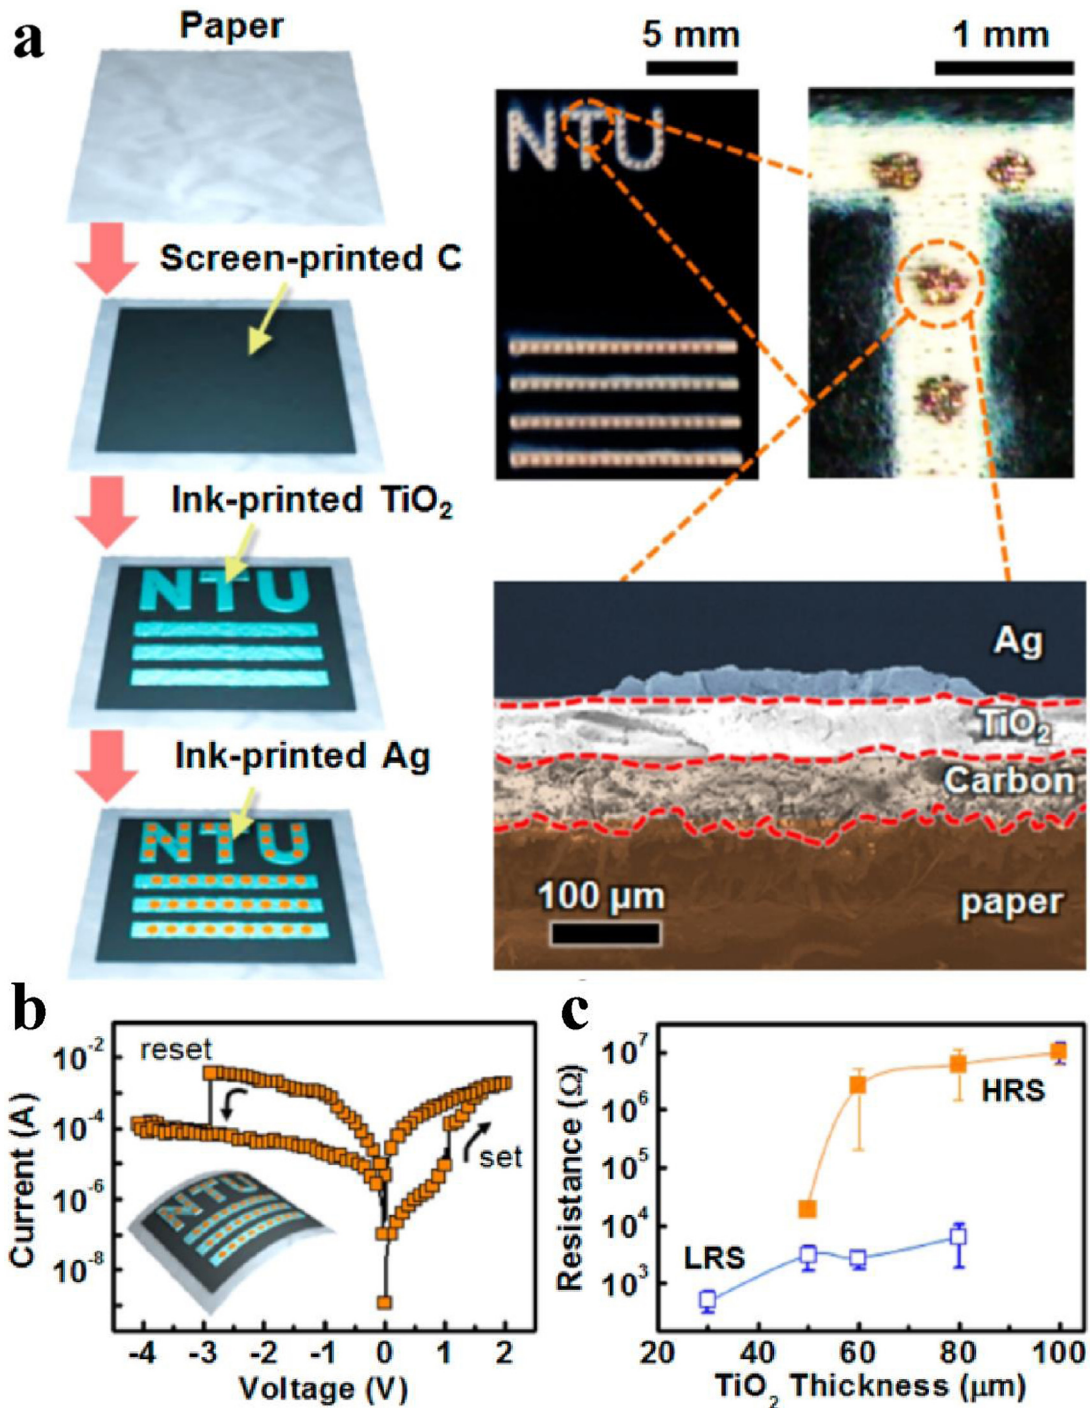 a
Paper
Screen-printed C
Ink-printed TiO₂
NTU
Ink-printed Ag
NTU
5 mm
1 mm
NTU
Ag
TiO₂
Carbon
100 μm
paper
b
reset
set
NTU
Current (A)
10⁻²
10⁻⁴
10⁻⁶
10⁻⁸
-4 -3 -2 -1 0 1 2
Voltage (V)
c
HRS
LRS
Resistance (Ω)
10⁷
10⁶
10⁵
10⁴
10³
20 40 60 80 100
TiO₂ Thickness (μm)